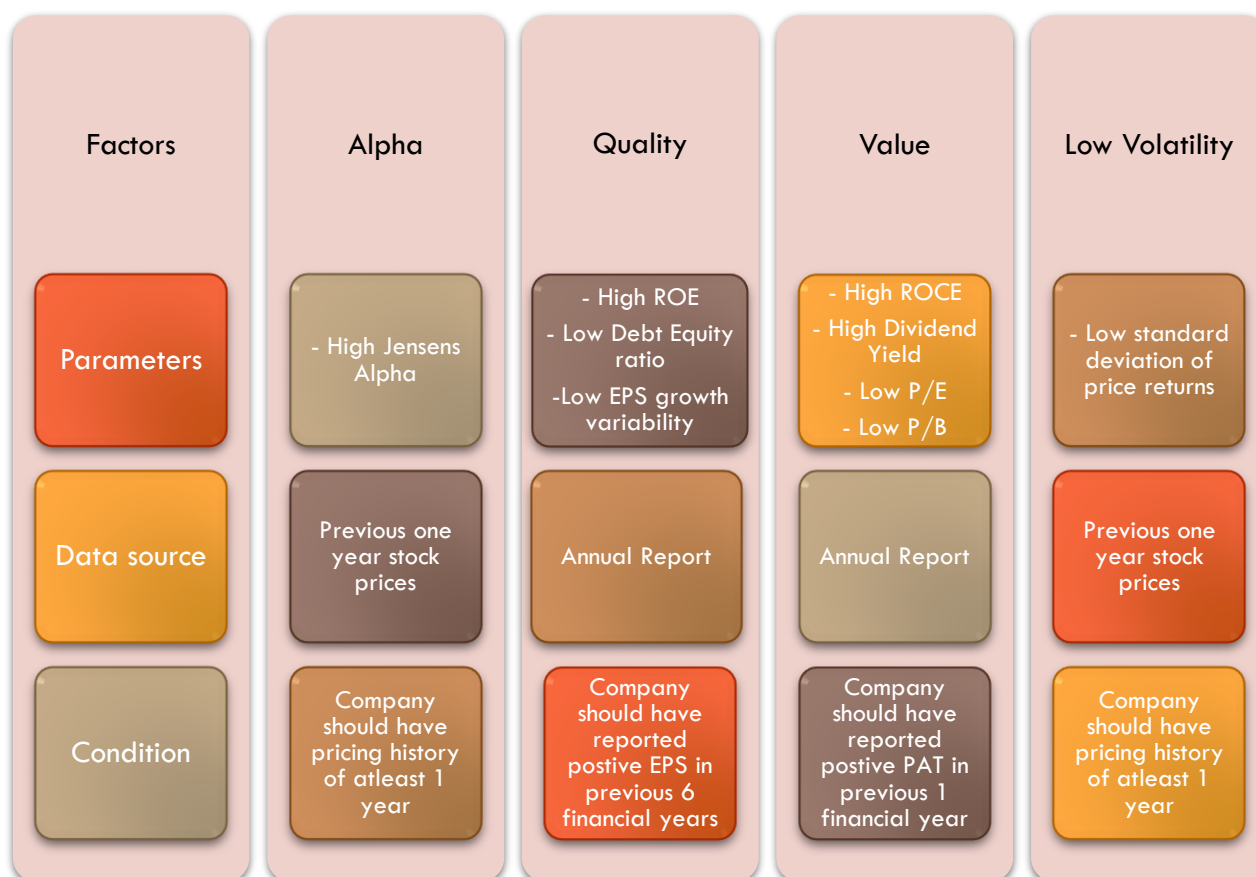 Factors
Alpha
Quality
Value
Low Volatility
Parameters
- High Jensens
Alpha
- High ROE
- Low Debt Equity
ratio
-Low EPS growth
variability
- High ROCE
- High Dividend
Yield
- Low P/E
- Low P/B
- Low standard
deviation of
price returns
Data source
Previous one
year stock
prices
Annual Report
Annual Report
Previous one
year stock
prices
Condition
Company
should have
pricing history
of atleast 1
year
Company
should have
reported
postive EPS in
previous 6
financial years
Company
should have
reported
postive PAT in
previous 1
financial year
Company
should have
pricing history
of atleast 1
year